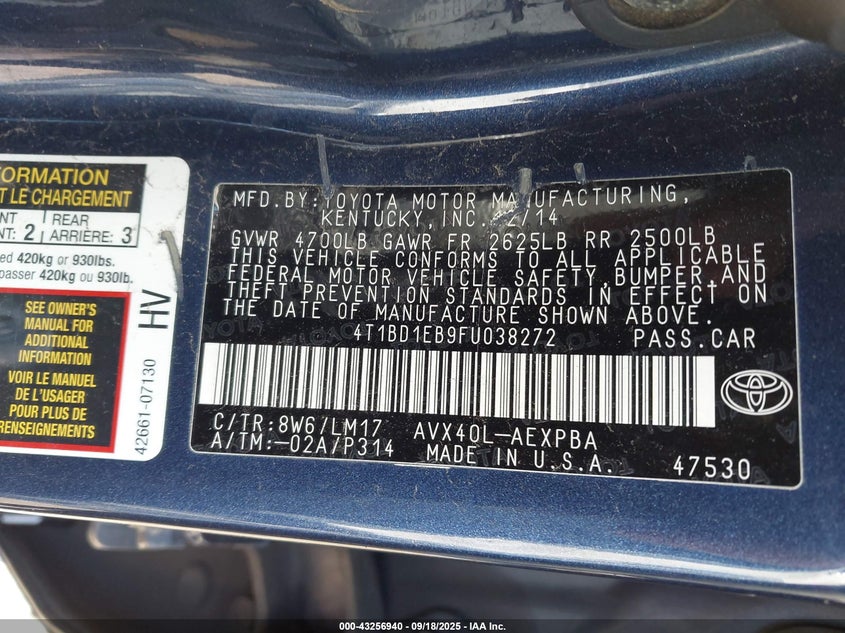 FORMATION
T LE CHARGEMENT
NT REAR
NT: 2 ARRIÈRE: 3
ed 420kg or 930lbs.
passer 420kg ou 930lb.
SEE OWNER'S
MANUAL FOR
ADDITIONAL
INFORMATION
VOIR LE MANUEL
DE L'USAGER
POUR PLUS DE
RENSEIGNEMENTS
HV
42661-07130
MFD.BY:TOYOTA MOTOR MANUFACTURING,
KENTUCKY, INC. 2/14
GVWR 4700LB GAWR FR 2625LB RR 2500LB
THIS VEHICLE CONFORMS TO ALL APPLICABLE
FEDERAL MOTOR VEHICLE SAFETY, BUMPER, AND
THEFT PREVENTION STANDARDS IN EFFECT ON
THE DATE OF MANUFACTURE SHOWN ABOVE.
4T1BD1EB9FU038272 PASS.CAR
C/TR:8W6/LM17 AVX40L-AEXPBA
A/TM:-02A/P314 MADE IN U.S.A. 47530
TOYOTA
000-43256940 - 09/18/2025 - IAA Inc.